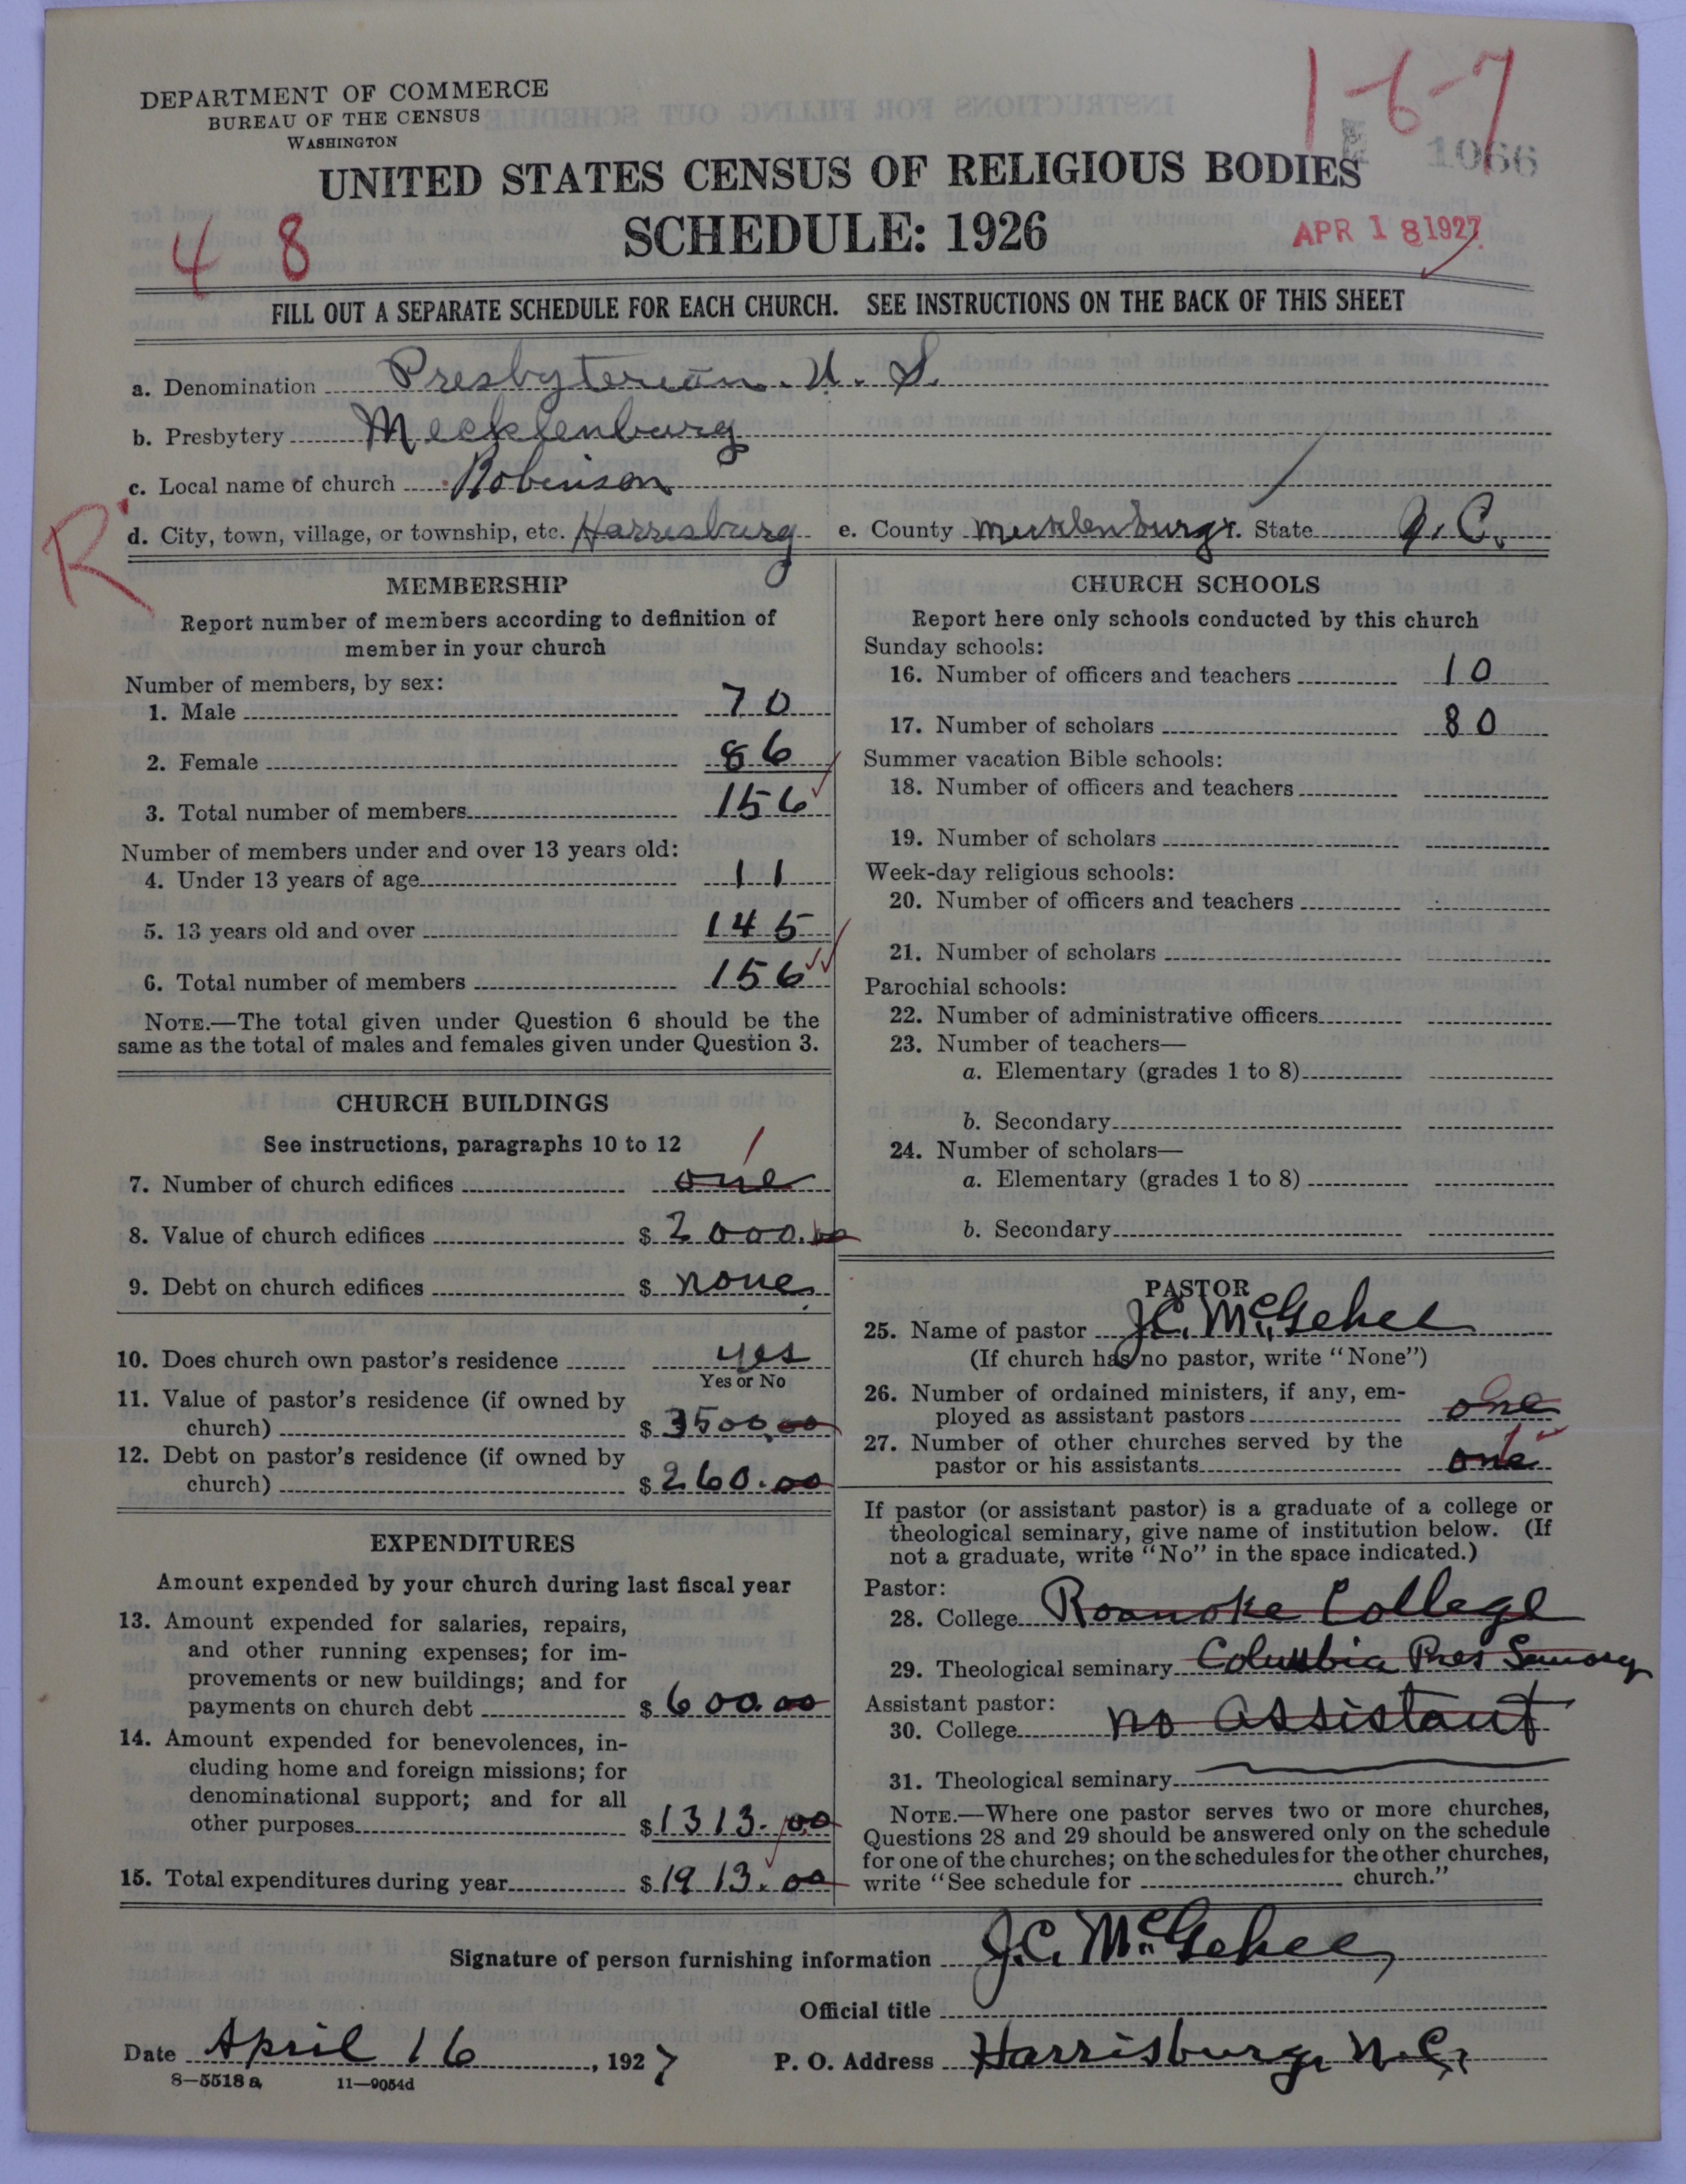 DEPARTMENT OF COMMERCE
BUREAU OF THE CENSUS
WASHINGTON
1-6-7
1066
UNITED STATES CENSUS OF RELIGIOUS BODIES
SCHEDULE: 1926
4 8
APR 18 1927
FILL OUT A SEPARATE SCHEDULE FOR EACH CHURCH. SEE INSTRUCTIONS ON THE BACK OF THIS SHEET
a. Denomination Presbyterian U. S.
b. Presbytery Mecklenburg
c. Local name of church Robinson
R
d. City, town, village, or township, etc. Harrisburg e. County Mecklenburg f. State N. C.
MEMBERSHIP
Report number of members according to definition of
member in your church
Number of members, by sex:
1. Male 70
2. Female 86
3. Total number of members 156
Number of members under and over 13 years old:
4. Under 13 years of age 11
5. 13 years old and over 145
6. Total number of members 156
NOTE.—The total given under Question 6 should be the
same as the total of males and females given under Question 3.
CHURCH BUILDINGS
See instructions, paragraphs 10 to 12
1
7. Number of church edifices one
8. Value of church edifices $ 2000.00
9. Debt on church edifices $ none
10. Does church own pastor's residence yes
Yes or No
11. Value of pastor's residence (if owned by
church) $ 3500.00
12. Debt on pastor's residence (if owned by
church) $ 260.00
EXPENDITURES
Amount expended by your church during last fiscal year
13. Amount expended for salaries, repairs,
and other running expenses; for im-
provements or new buildings; and for
payments on church debt $ 600.00
14. Amount expended for benevolences, in-
cluding home and foreign missions; for
denominational support; and for all
other purposes $ 1313.00
15. Total expenditures during year $ 1913.00
CHURCH SCHOOLS
Report here only schools conducted by this church
Sunday schools:
16. Number of officers and teachers 10
17. Number of scholars 80
Summer vacation Bible schools:
18. Number of officers and teachers
19. Number of scholars
Week-day religious schools:
20. Number of officers and teachers
21. Number of scholars
Parochial schools:
22. Number of administrative officers
23. Number of teachers—
a. Elementary (grades 1 to 8)
b. Secondary
24. Number of scholars—
a. Elementary (grades 1 to 8)
b. Secondary
PASTOR
25. Name of pastor J.C. McGehee
(If church has no pastor, write "None")
26. Number of ordained ministers, if any, em-
ployed as assistant pastors one
27. Number of other churches served by the
pastor or his assistants one
If pastor (or assistant pastor) is a graduate of a college or
theological seminary, give name of institution below. (If
not a graduate, write "No" in the space indicated.)
Pastor:
28. College Roanoke College
29. Theological seminary Columbia Pres
Assistant pastor:
30. College no assistant
31. Theological seminary
NOTE.—Where one pastor serves two or more churches,
Questions 28 and 29 should be answered only on the schedule
for one of the churches; on the schedules for the other churches,
write "See schedule for church."
Signature of person furnishing information J.C. McGehee
Official title
Date April 16, 1927 P. O. Address Harrisburg, N.C.
8—5518 a 11—9054d